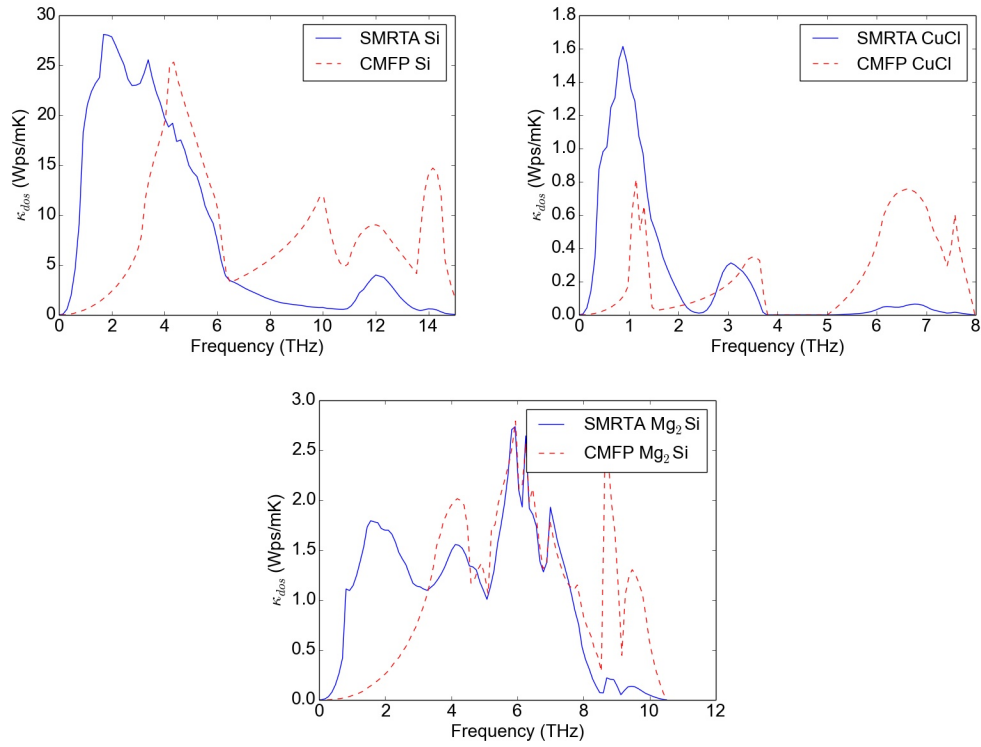 30
25
20
15
10
5
0
κdos (Wps/mK)
SMRTA Si
CMFP Si
0 2 4 6 8 10 12 14
Frequency (THz)
1.8
1.6
1.4
1.2
1.0
0.8
0.6
0.4
0.2
0.0
κdos (Wps/mK)
SMRTA CuCl
CMFP CuCl
0 1 2 3 4 5 6 7 8
Frequency (THz)
3.0
2.5
2.0
1.5
1.0
0.5
0.0
κdos (Wps/mK)
SMRTA Mg₂Si
CMFP Mg₂Si
0 2 4 6 8 10 12
Frequency (THz)